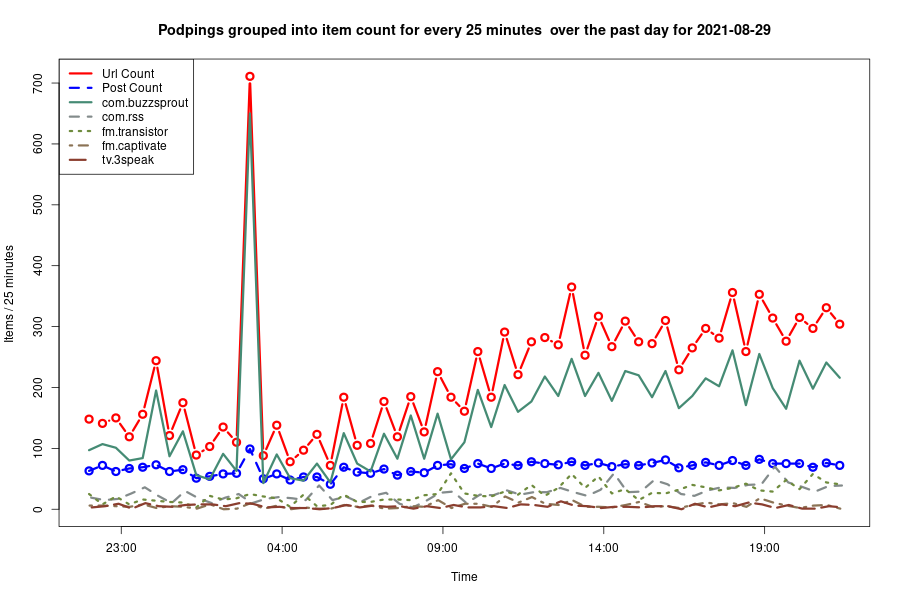 Podpings grouped into item count for every 25 minutes  over the past day for 2021-08-29
Url Count
Post Count
com.buzzsprout
com.rss
fm.transistor
fm.captivate
tv.3speak
Items / 25 minutes
700
600
500
400
300
200
100
0
23:00
04:00
09:00
14:00
19:00
Time